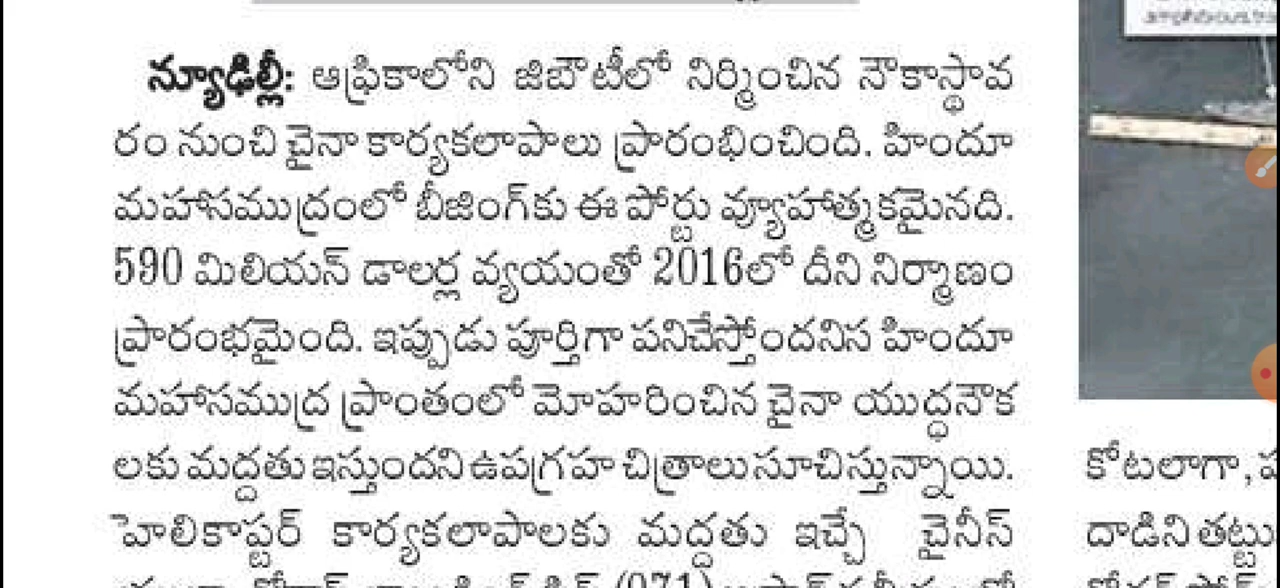 న్యూఢిల్లీ: ఆఫ్రికాలోని జిబౌటీలో నిర్మించిన నౌకాస్థావ
రం నుంచి చైనా కార్యకలాపాలు ప్రారంభించింది. హిందూ
మహాసముద్రంలో బీజింగ్‌కు ఈ పోర్టు వ్యూహాత్మకమైనది.
590 మిలియన్ డాలర్ల వ్యయంతో 2016లో దీని నిర్మాణం
ప్రారంభమైంది. ఇప్పుడు పూర్తిగా పనిచేస్తోందనిస హిందూ
మహాసముద్ర ప్రాంతంలో మోహరించిన చైనా యుద్ధనౌక
లకు మద్దతు ఇస్తుందని ఉపగ్రహ చిత్రాలు సూచిస్తున్నాయి.
హెలికాప్టర్ కార్యకలాపాలకు మద్దతు ఇచ్చే చైనీస్
కోటలాగా,
దాడిని తట్టు